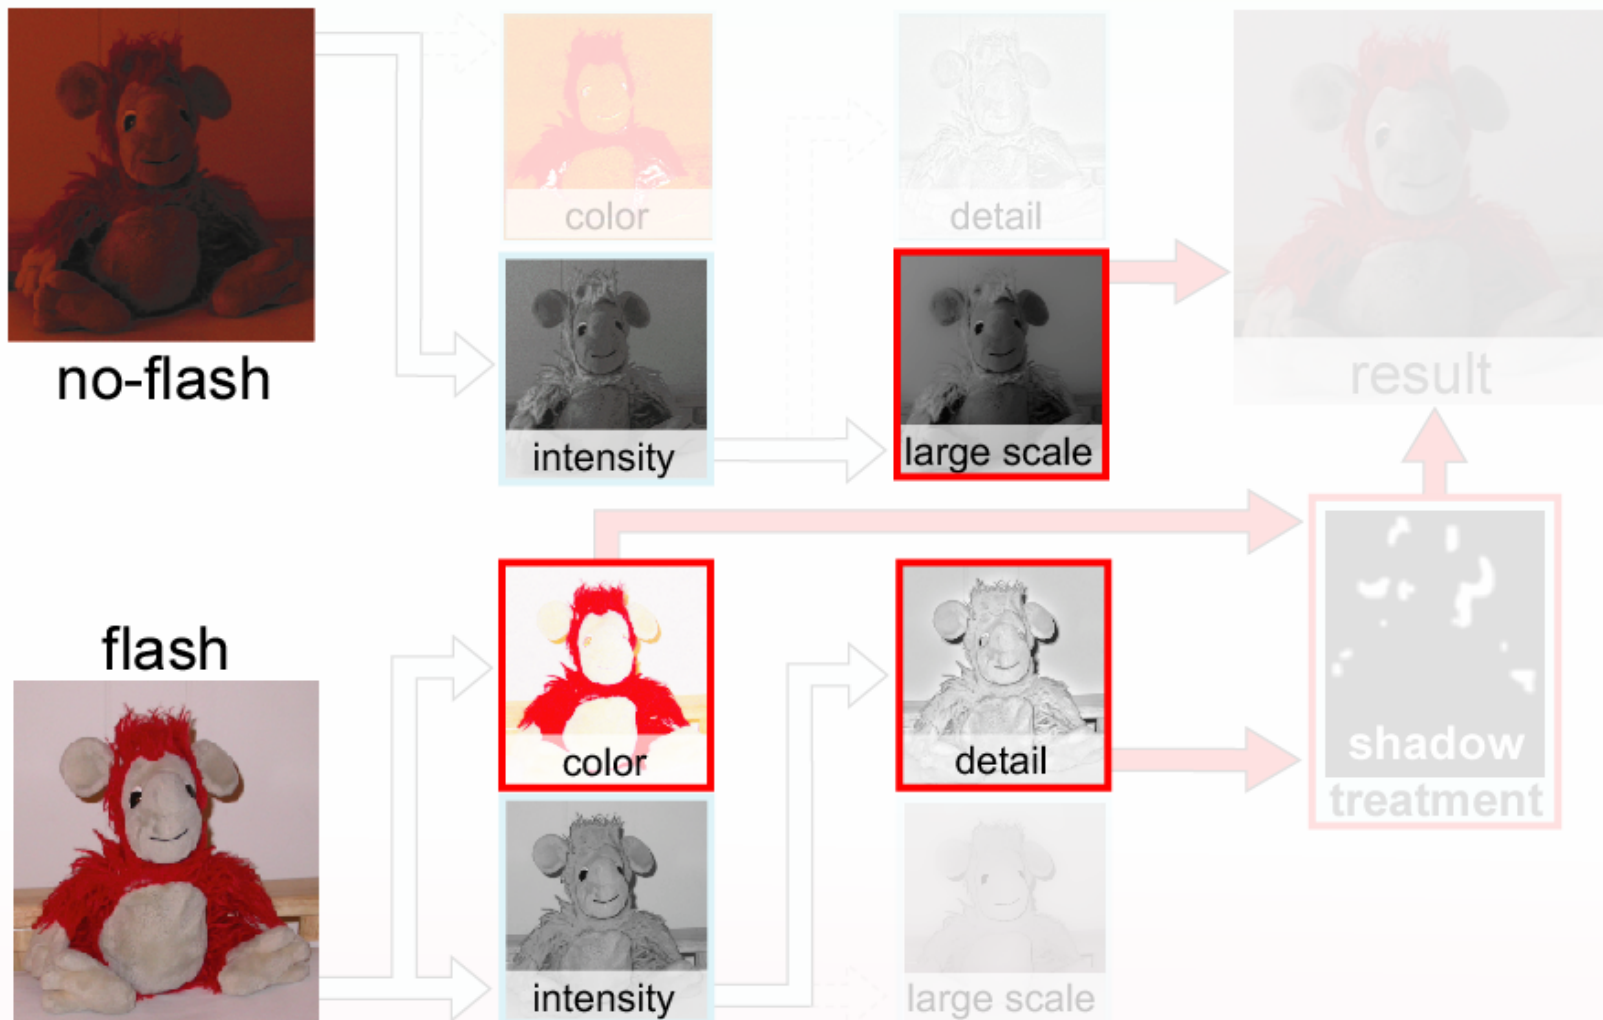 color
detail
no-flash
result
intensity
large scale
flash
color
detail
shadow
treatment
intensity
large scale